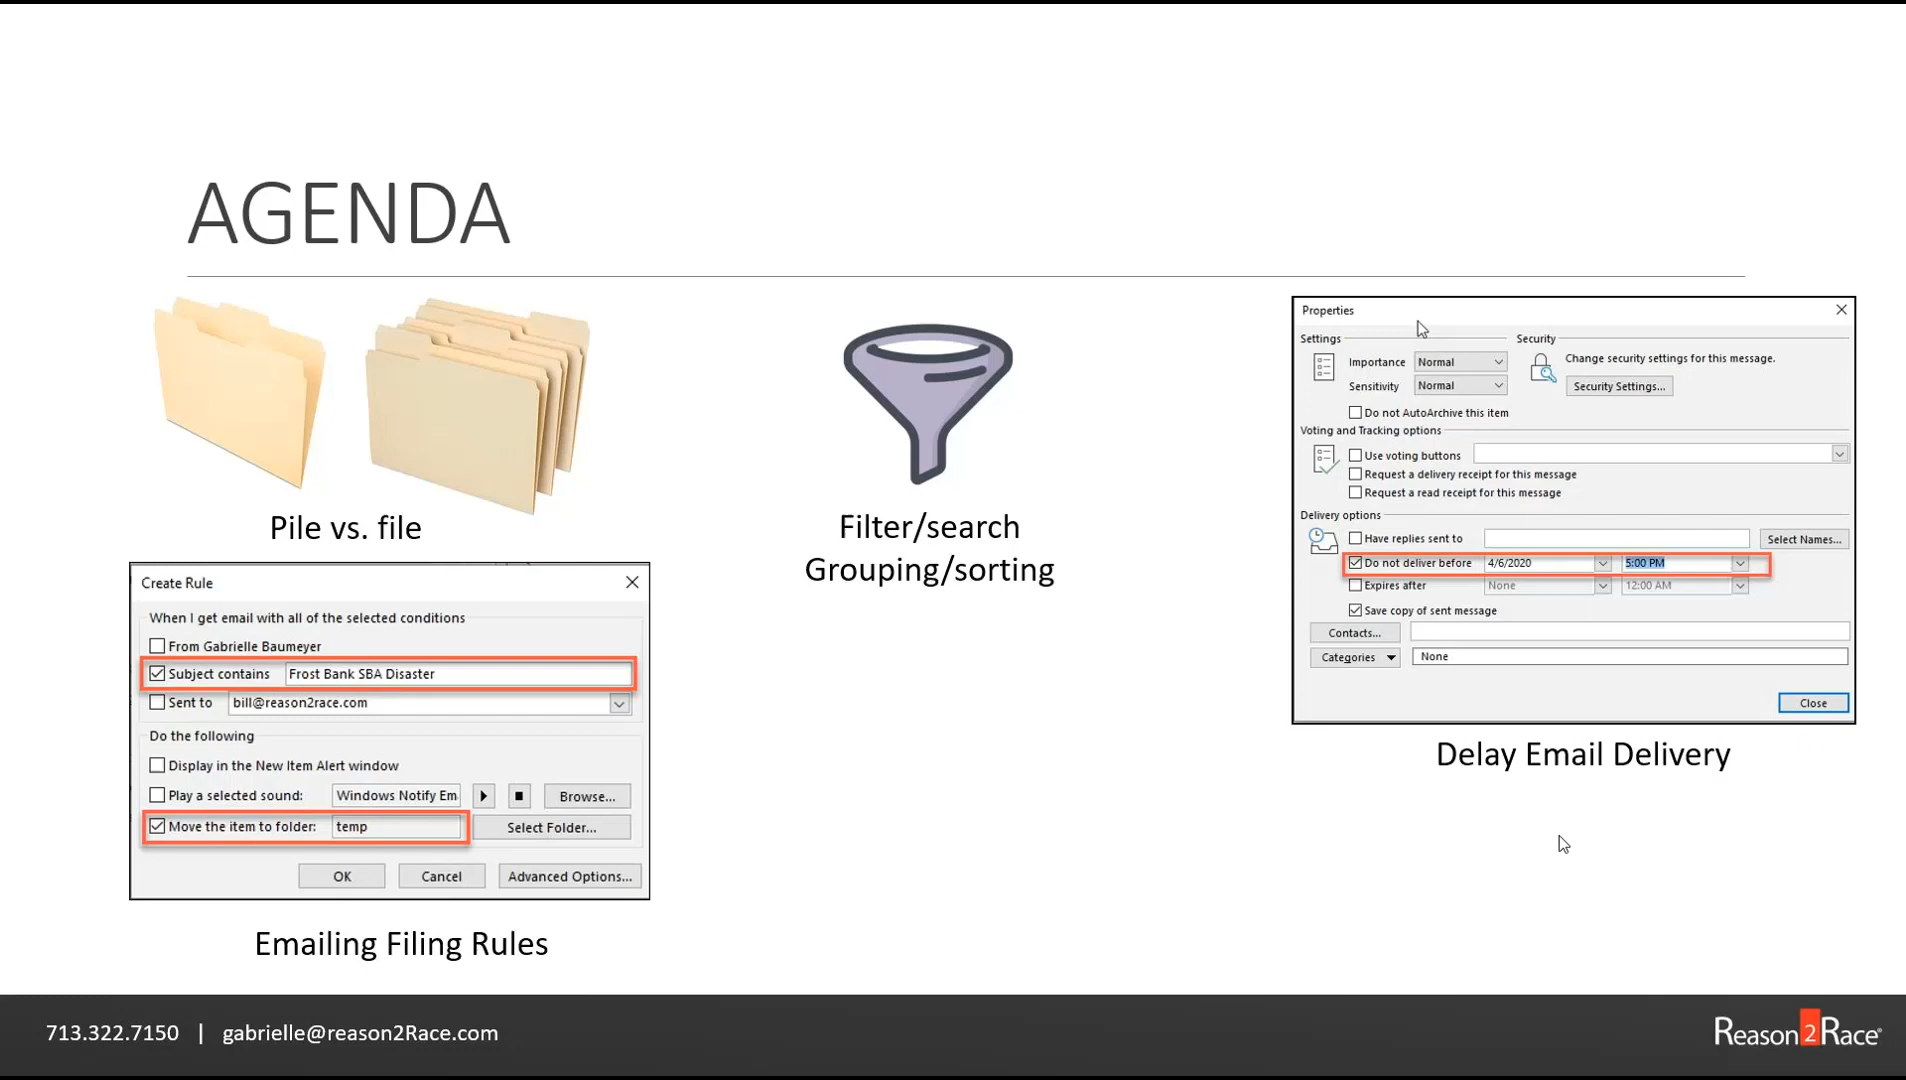 AGENDA
Pile vs. file
Create Rule
When I get email with all of the selected conditions
From Gabrielle Baumeyer
Subject contains Frost Bank SBA Disaster
Sent to bill@reason2race.com
Do the following
Display in the New Item Alert window
Play a selected sound: Windows Notify Em Browse...
Move the item to folder: temp Select Folder...
OK Cancel Advanced Options...
Emailing Filing Rules
Filter/search
Grouping/sorting
Properties
Settings Security
Importance Normal Change security settings for this message.
Sensitivity Normal Security Settings...
Do not AutoArchive this item
Voting and Tracking options
Use voting buttons
Request a delivery receipt for this message
Request a read receipt for this message
Delivery options
Have replies sent to Select Names...
Do not deliver before 4/6/2020 5:00 PM
Expires after None 12:00 AM
Save copy of sent message
Contacts...
Categories None
Close
Delay Email Delivery
713.322.7150 | gabrielle@reason2Race.com
Reason2Race